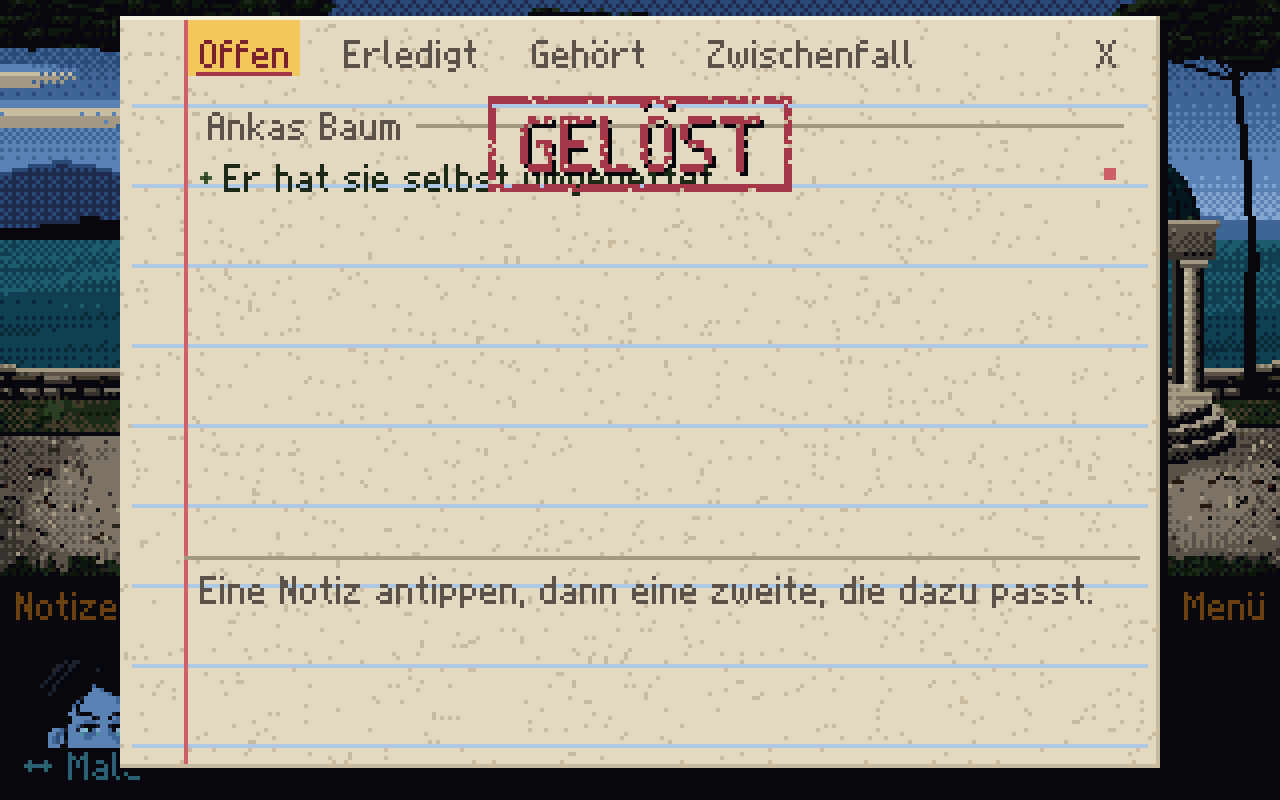 Offen Erledigt Gehört Zwischenfall X
Ankas Baum
GELÖST
+ Er hat sie selbst
Eine Notiz antippen, dann eine zweite, die dazu passt.
Notize
Menü
↔